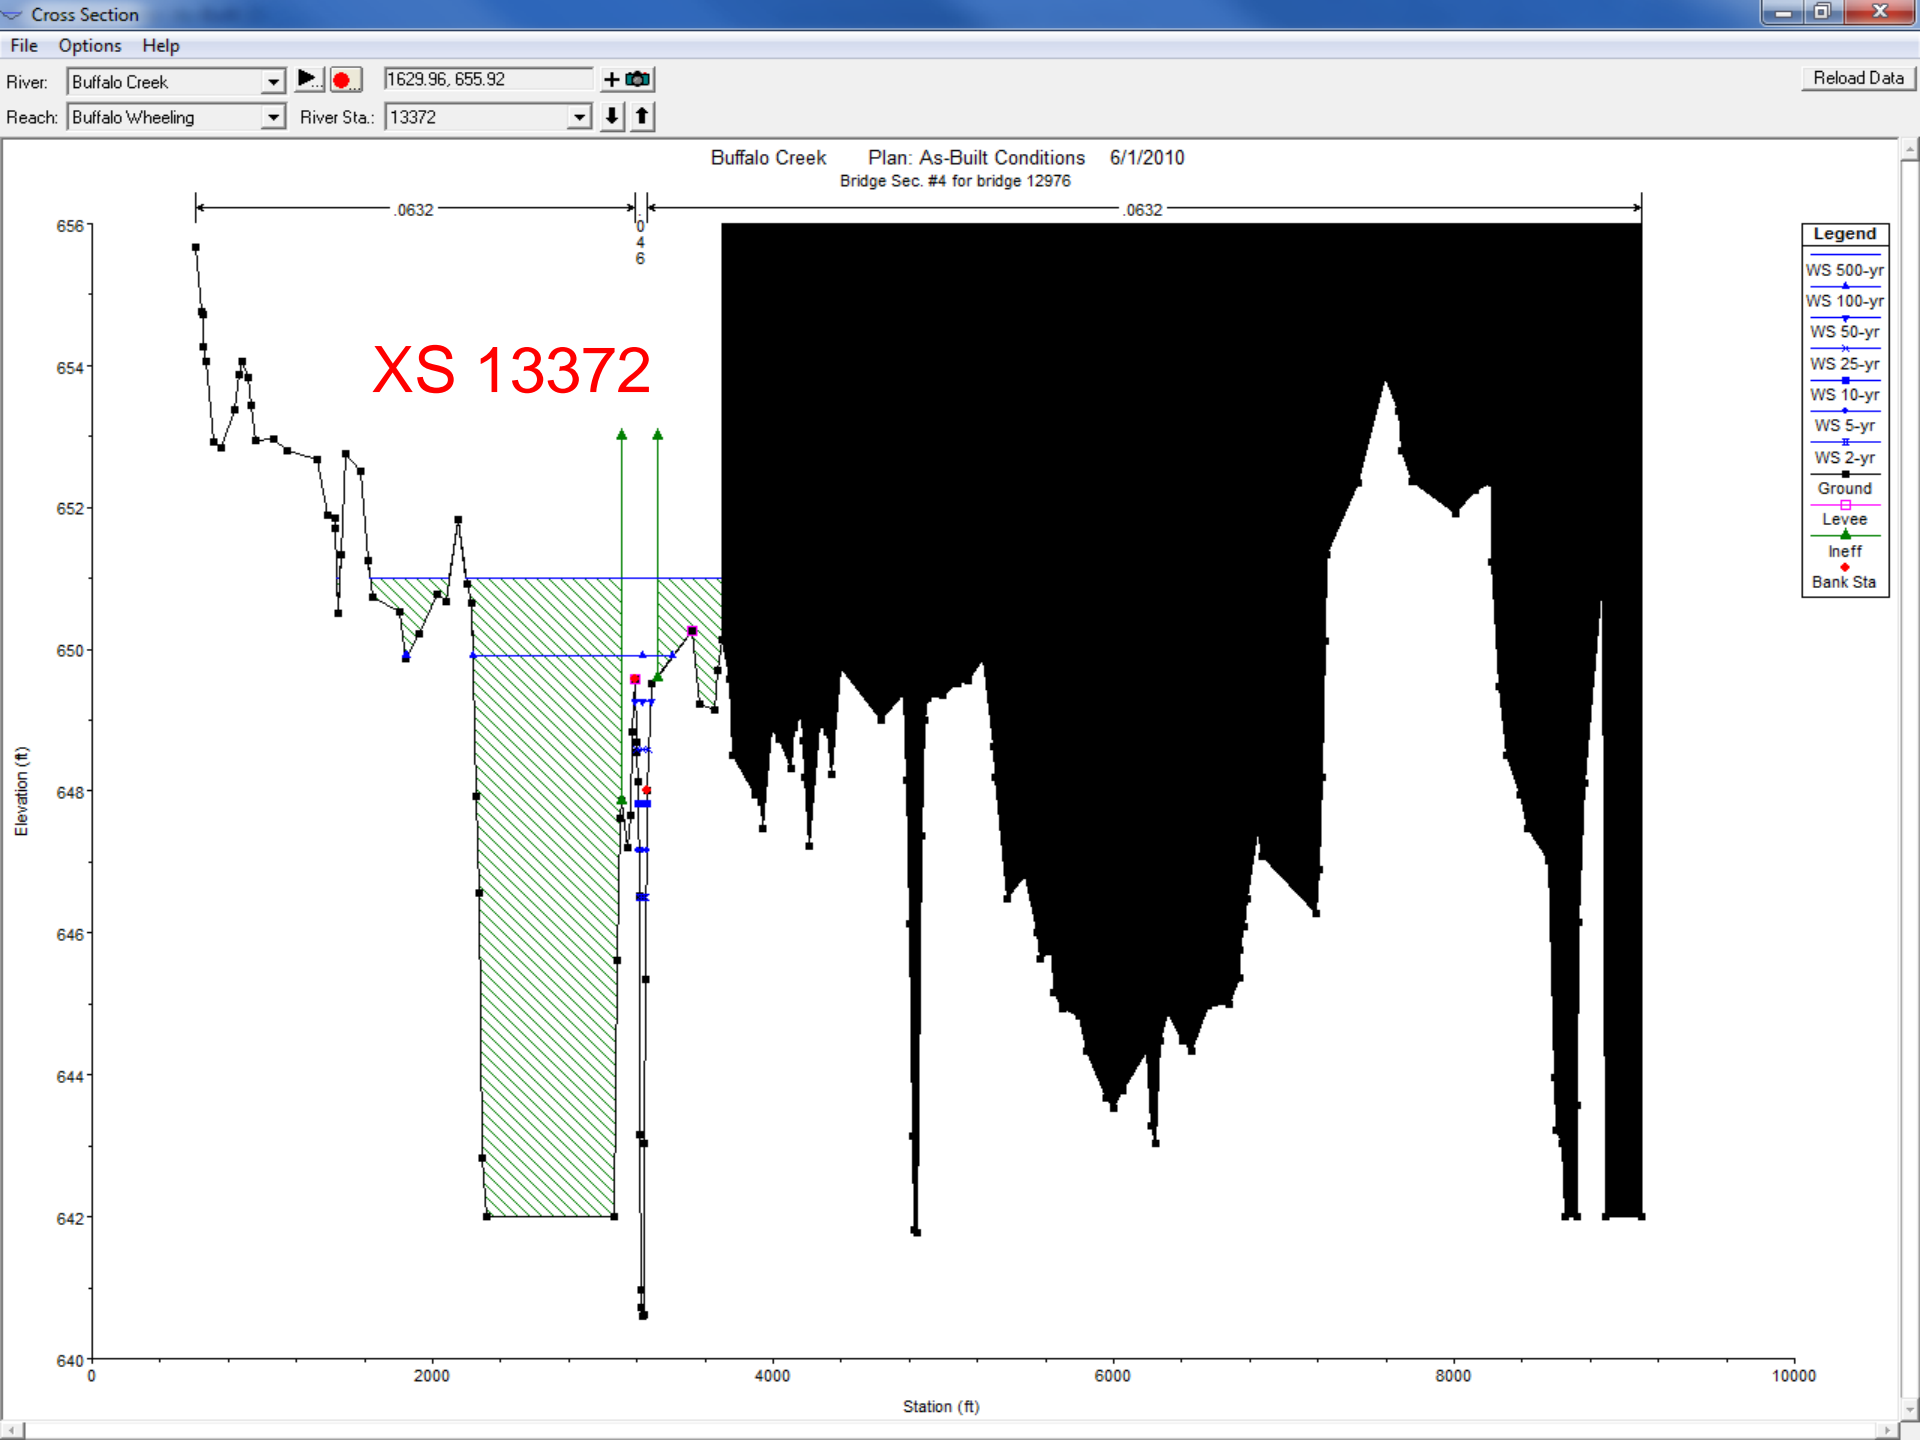 Cross Section
File Options Help
River: Buffalo Creek 1629.96, 655.92 Reload Data
Reach: Buffalo Wheeling River Sta.: 13372
Buffalo Creek Plan: As-Built Conditions 6/1/2010
Bridge Sec. #4 for bridge 12976
.0632 .046 .0632
XS 13372
Legend
WS 500-yr
WS 100-yr
WS 50-yr
WS 25-yr
WS 10-yr
WS 5-yr
WS 2-yr
Ground
Levee
Ineff
Bank Sta
656
654
652
650
648
646
644
642
640
Elevation (ft)
0 2000 4000 6000 8000 10000
Station (ft)